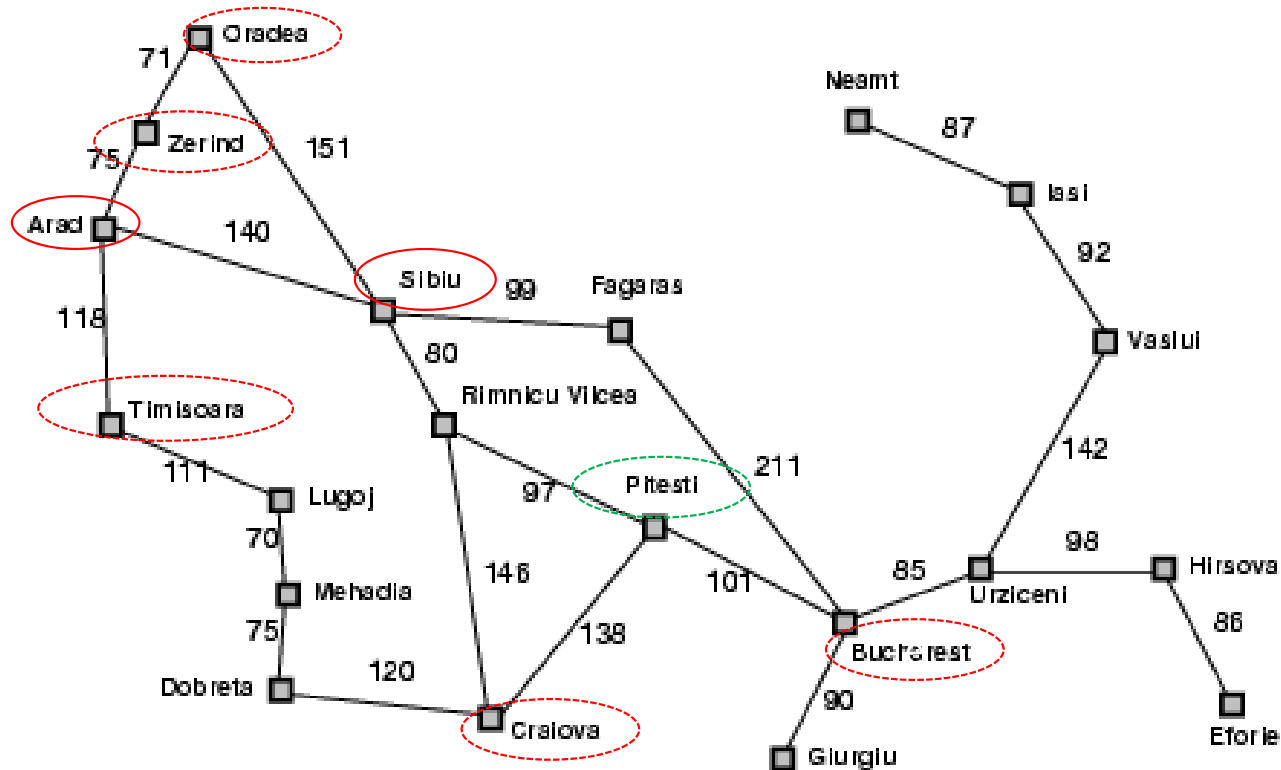 Oradea
71
Neamt
87
Zerind
151
75
Iasi
Arad
140
92
Sibiu
99
Fagaras
118
80
Vaslui
Timisoara
Rimnicu Vilcea
142
111
211
Lugoj
97
Pitesti
70
98
146
101
85
Hirsova
Mehadia
Urziceni
75
138
86
Bucharest
120
Dobreta
90
Craiova
Eforie
Giurgiu